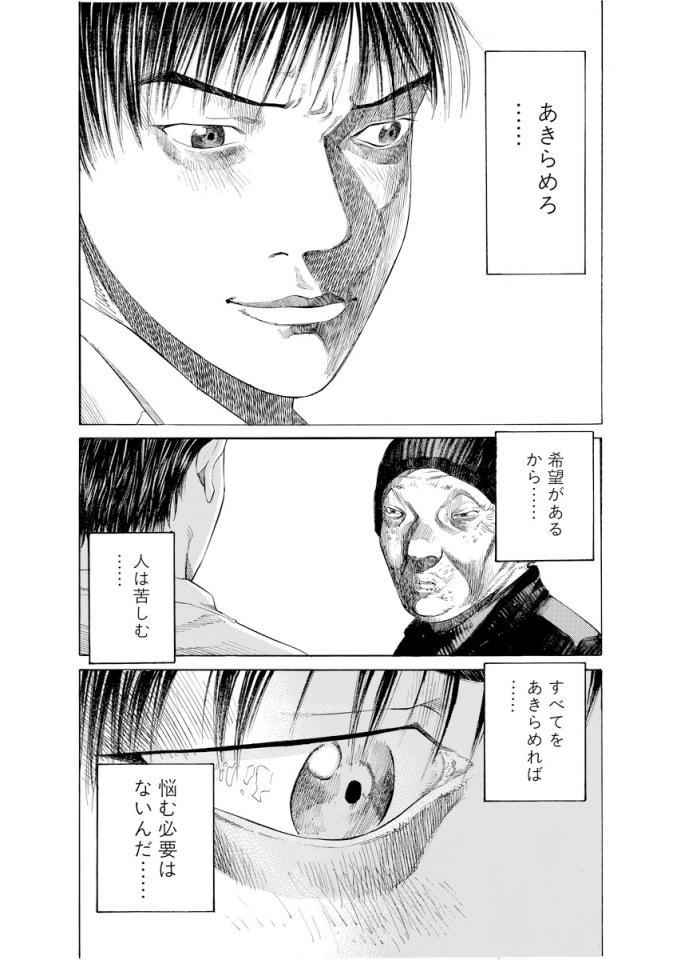 あきらめろ
……
希望がある
から……
人は苦しむ
……
すべてを
あきらめれば
……
悩む必要は
ないんだ……